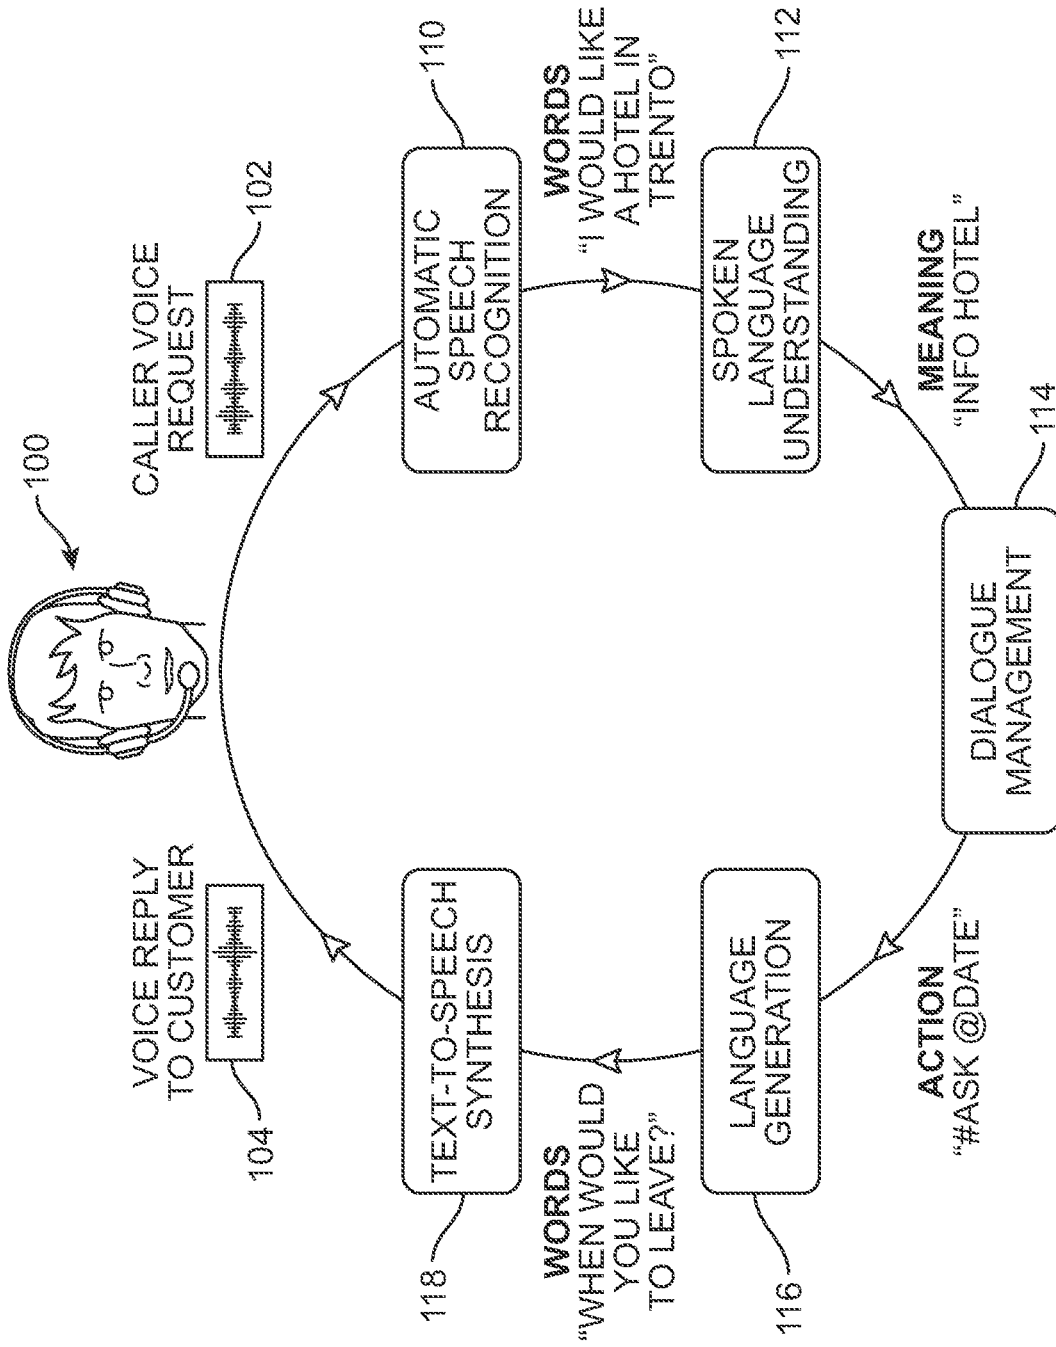 100
VOICE REPLY
TO CUSTOMER
104
CALLER VOICE
REQUEST
102
TEXT-TO-SPEECH
SYNTHESIS
118
AUTOMATIC
SPEECH
RECOGNITION
110
WORDS
"WHEN WOULD
YOU LIKE
TO LEAVE?"
WORDS
"I WOULD LIKE
A HOTEL IN
TRENTO"
LANGUAGE
GENERATION
116
SPOKEN
LANGUAGE
UNDERSTANDING
112
ACTION
"#ASK @DATE"
MEANING
"INFO HOTEL"
DIALOGUE
MANAGEMENT
114